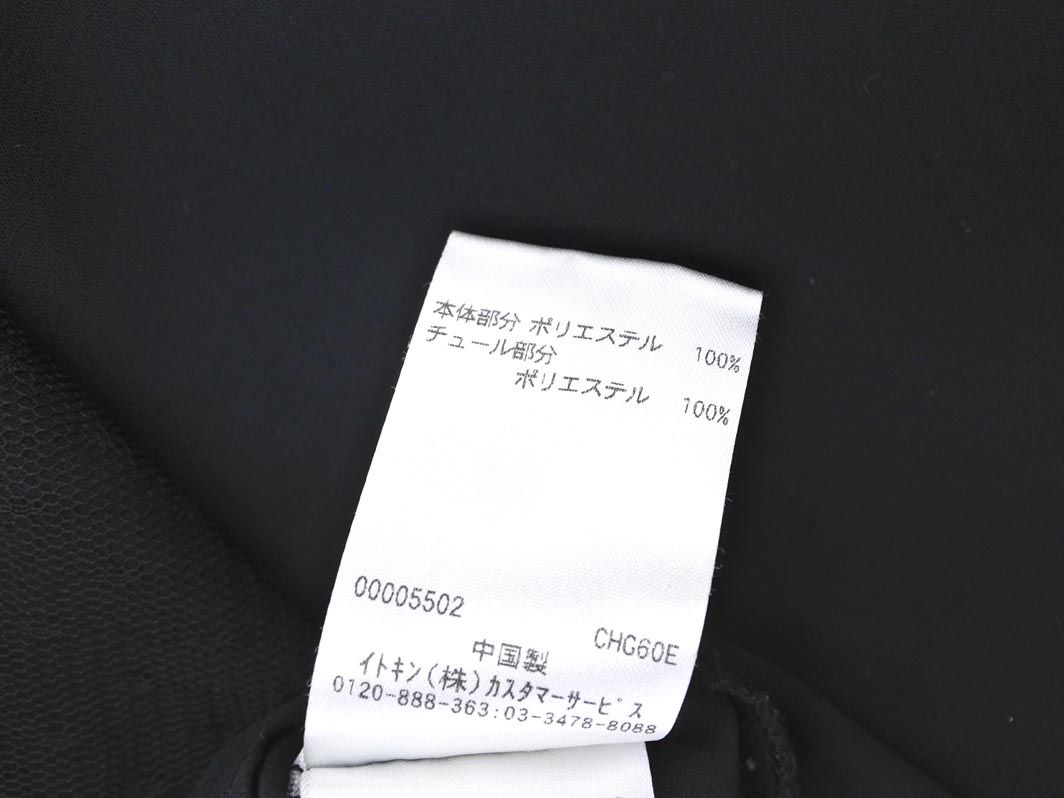 本体部分 ポリエステル 100%
チュール部分
ポリエステル 100%
00005502
CHG60E
中国製
イトキン(株)カスタマーサービス
0120-888-363:03-3478-8088